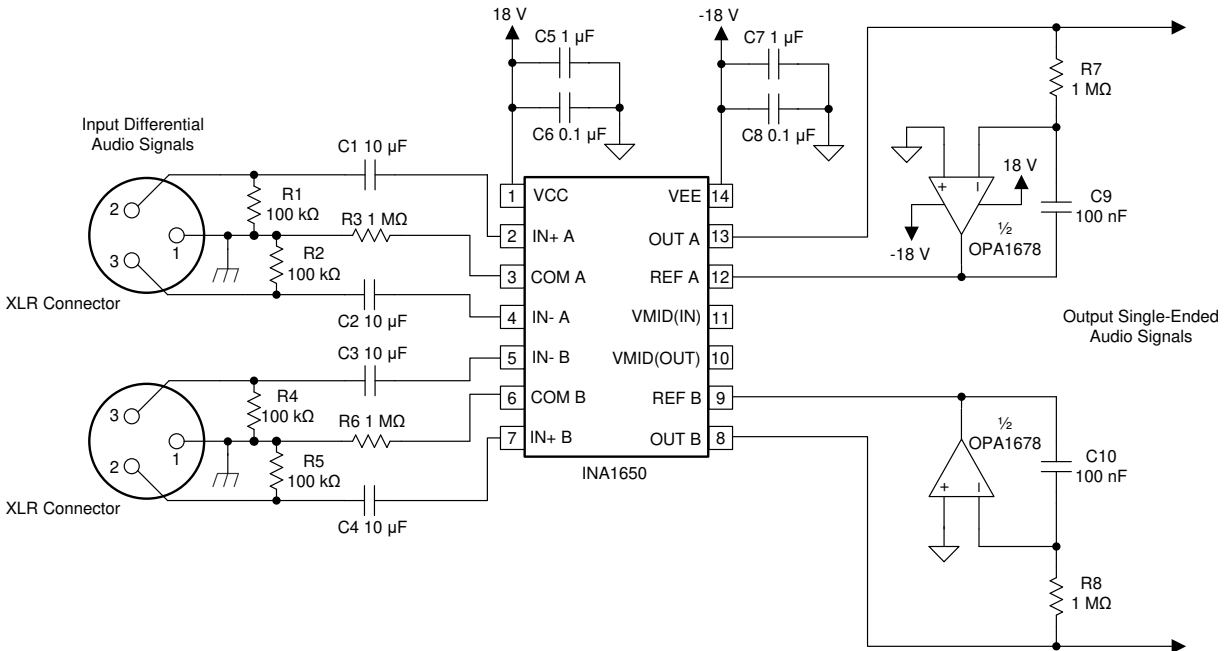 18 V
-18 V
C5 1 µF
C6 0.1 µF
C7 1 µF
C8 0.1 µF
R7
1 MΩ
Input Differential
Audio Signals
C1 10 µF
2
1
3
R1
100 kΩ
R3 1 MΩ
R2
100 kΩ
C2 10 µF
XLR Connector
1
VCC
2
IN+ A
3
COM A
4
IN- A
5
IN- B
6
COM B
7
IN+ B
VEE
14
OUT A
13
REF A
12
VMID(IN)
11
VMID(OUT)
10
REF B
9
OUT B
8
INA1650
+
–
18 V
-18 V
½
OPA1678
C9
100 nF
Output Single-Ended
Audio Signals
C3 10 µF
3
1
2
R4
100 kΩ
R6 1 MΩ
R5
100 kΩ
C4 10 µF
XLR Connector
½
OPA1678
+
–
C10
100 nF
R8
1 MΩ